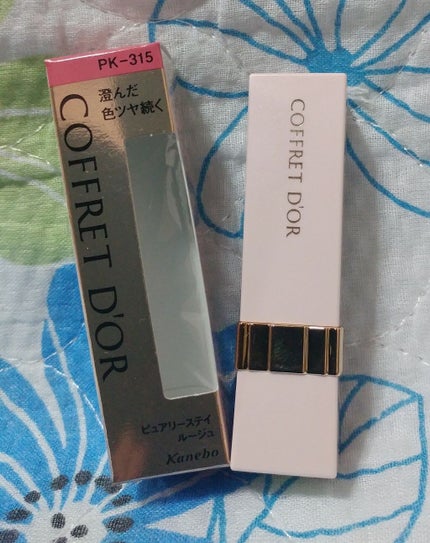 PK-315
澄んだ
色ツヤ続く
COFFRET D'OR
ピュアリーステイ
ルージュ
Kanebo
COFFRET D'OR